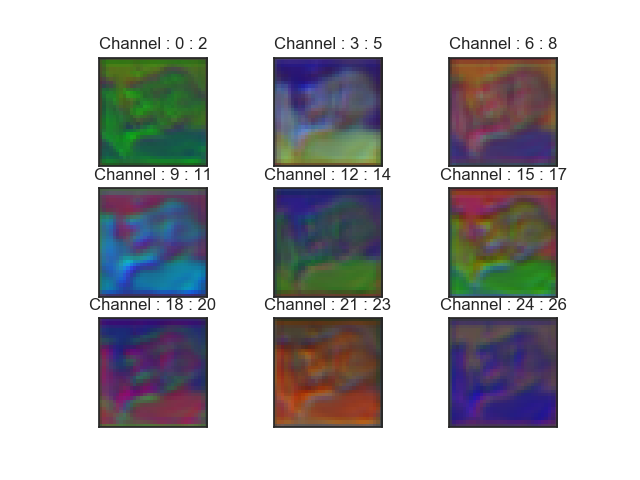 Channel : 0 : 2
Channel : 3 : 5
Channel : 6 : 8
Channel : 9 : 11
Channel : 12 : 14
Channel : 15 : 17
Channel : 18 : 20
Channel : 21 : 23
Channel : 24 : 26